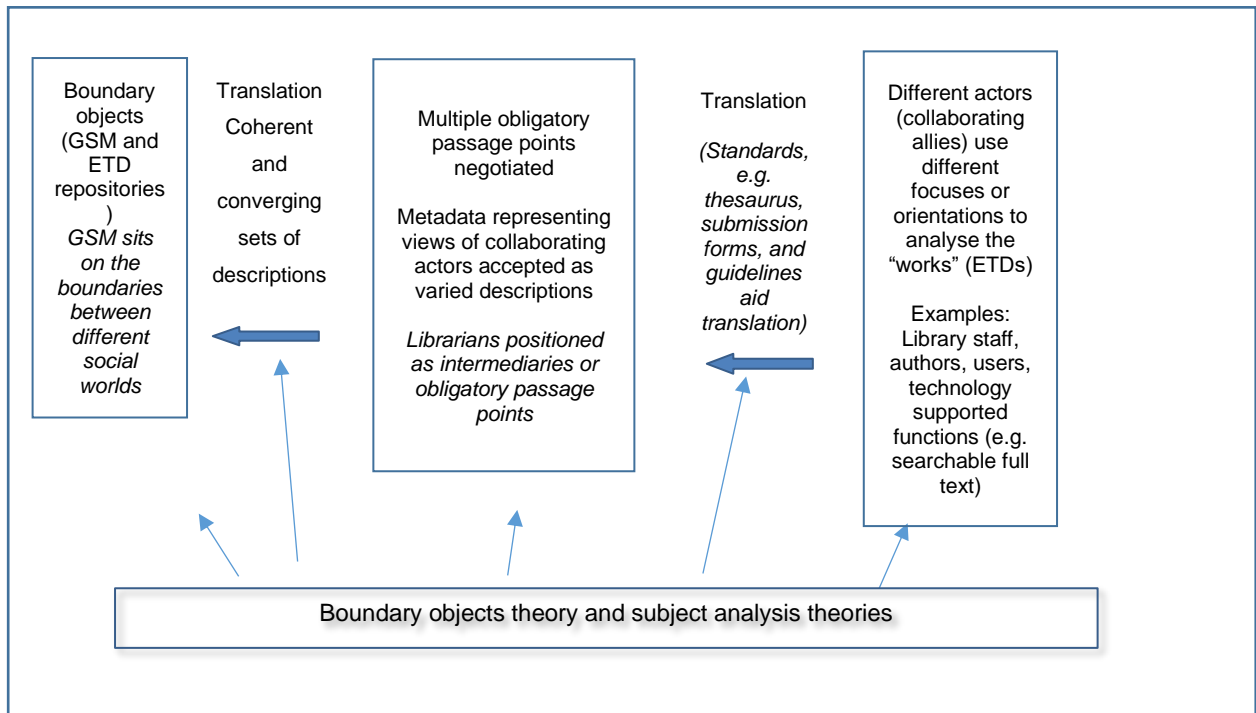 Boundary
objects
(GSM and
ETD
repositories
)
GSM sits
on the
boundaries
between
different
social
worlds
Translation
Coherent
and
converging
sets of
descriptions
Multiple obligatory
passage points
negotiated
Metadata representing
views of collaborating
actors accepted as
varied descriptions
Librarians positioned
as intermediaries or
obligatory passage
points
Translation
(Standards,
e.g.
thesaurus,
submission
forms, and
guidelines
aid
translation)
Different actors
(collaborating
allies) use
different
focuses or
orientations to
analyse the
“works” (ETDs)
Examples:
Library staff,
authors, users,
technology
supported
functions (e.g.
searchable full
text)
Boundary objects theory and subject analysis theories